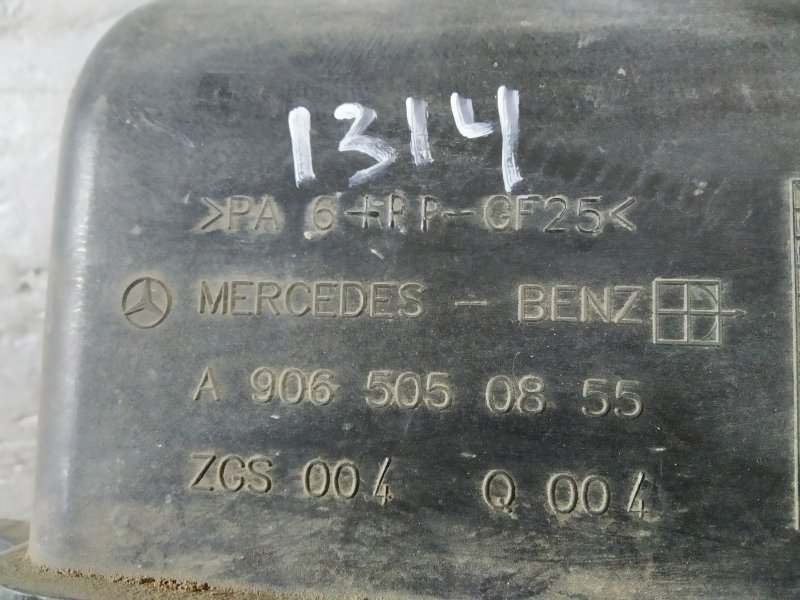 1314
>PA 6+PP-GF25<
MERCEDES - BENZ
A 906 505 08 55
ZGS 004 Q 004